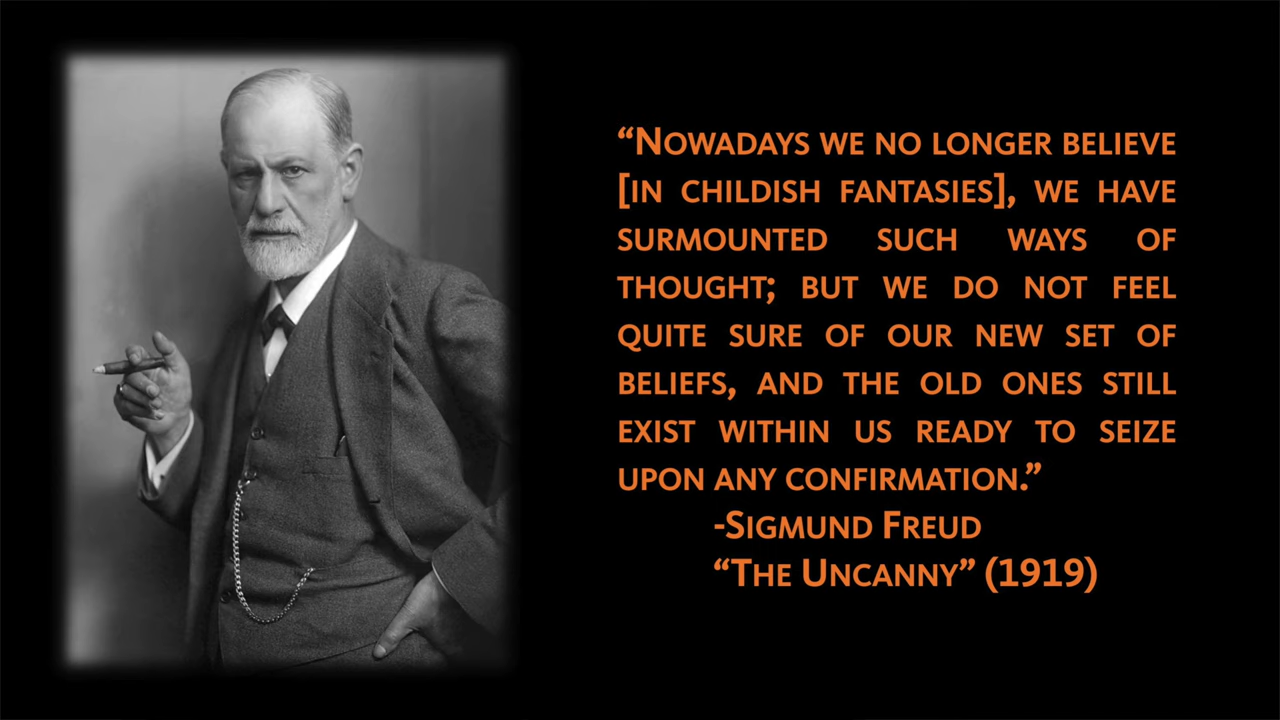 “Nowadays we no longer believe
[in childish fantasies], we have
surmounted such ways of
thought; but we do not feel
quite sure of our new set of
beliefs, and the old ones still
exist within us ready to seize
upon any confirmation.”
-Sigmund Freud
“The Uncanny” (1919)